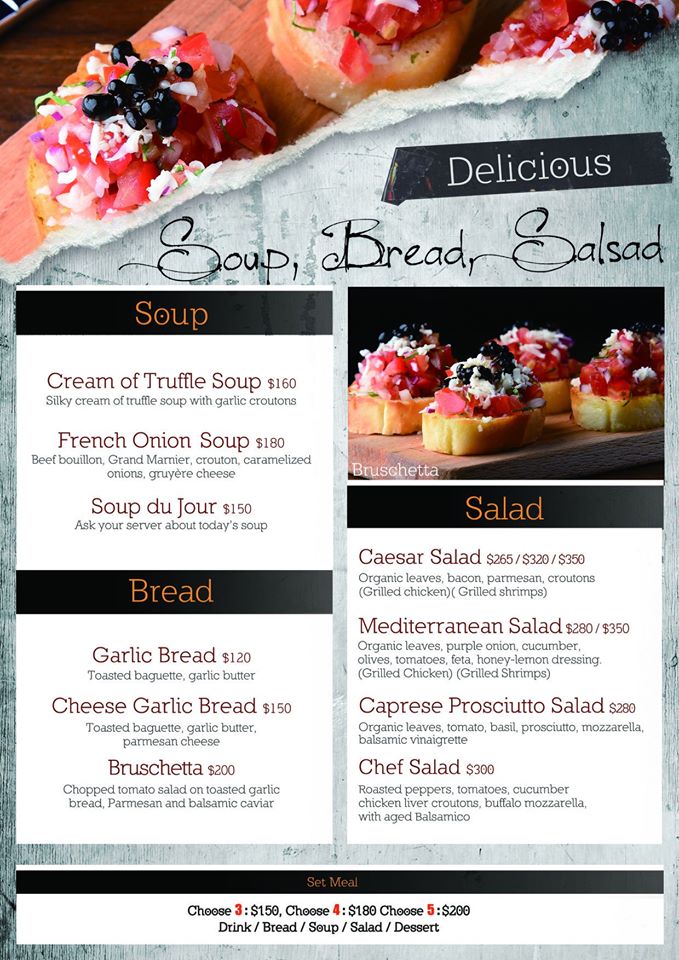 Delicious
Soup, Bread, Salsad
Soup
Cream of Truffle Soup $160
Silky cream of truffle soup with garlic croutons
French Onion Soup $180
Beef bouillon, Grand Marnier, crouton, caramelized
onions, gruyère cheese
Soup du Jour $150
Ask your server about today's soup
Bread
Garlic Bread $120
Toasted baguette, garlic butter
Cheese Garlic Bread $150
Toasted baguette, garlic butter,
parmesan cheese
Bruschetta $200
Chopped tomato salad on toasted garlic
bread, Parmesan and balsamic caviar
Bruschetta
Salad
Caesar Salad $265 / $320 / $350
Organic leaves, bacon, parmesan, croutons
(Grilled chicken)( Grilled shrimps)
Mediterranean Salad $280 / $350
Organic leaves, purple onion, cucumber,
olives, tomatoes, feta, honey-lemon dressing.
(Grilled Chicken) (Grilled Shrimps)
Caprese Prosciutto Salad $280
Organic leaves, tomato, basil, prosciutto, mozzarella,
balsamic vinaigrette
Chef Salad $300
Roasted peppers, tomatoes, cucumber
chicken liver croutons, buffalo mozzarella,
with aged Balsamico
Set Meal
Choose 3 : $150, Choose 4 : $180 Choose 5 : $200
Drink / Bread / Soup / Salad / Dessert